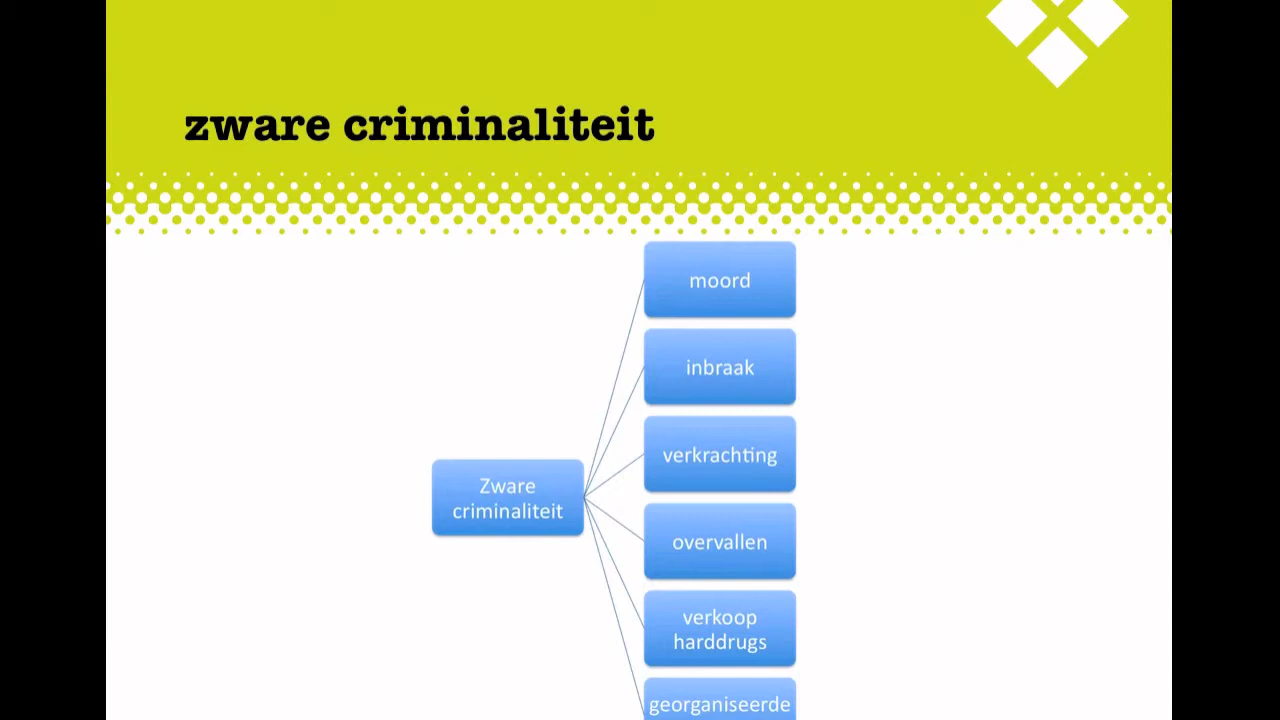 zware criminaliteit
Zware
criminaliteit
moord
inbraak
verkrachting
overvallen
verkoop
harddrugs
georganiseerde